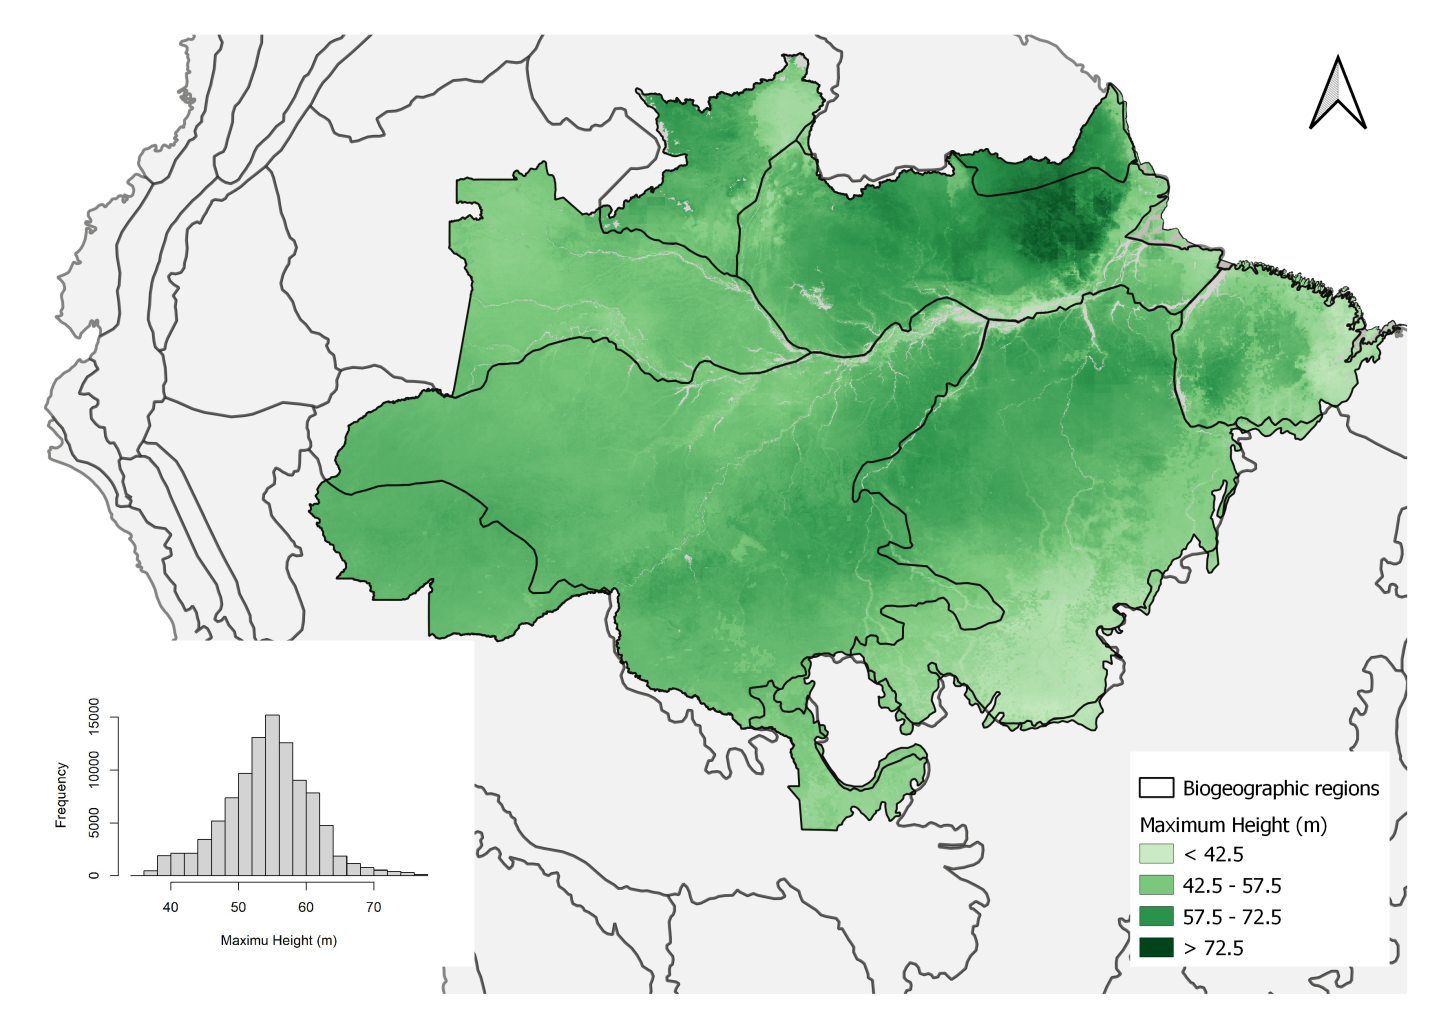 15000
10000
5000
0
Frequency
40 50 60 70
Maximu Height (m)
Biogeographic regions
Maximum Height (m)
< 42.5
42.5 - 57.5
57.5 - 72.5
> 72.5